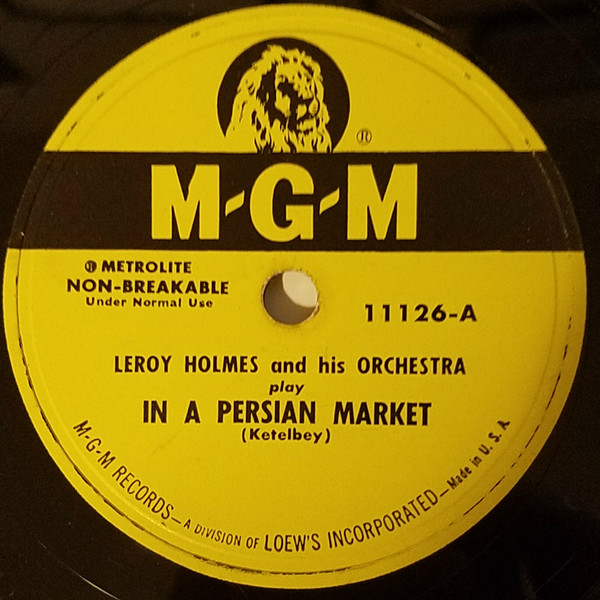 ®
M-G-M
® METROLITE
NON-BREAKABLE
Under Normal Use
11126-A
LEROY HOLMES and his ORCHESTRA
play
IN A PERSIAN MARKET
(Ketelbey)
M-G-M RECORDS—A DIVISION OF LOEW'S INCORPORATED—Made in U. S. A.